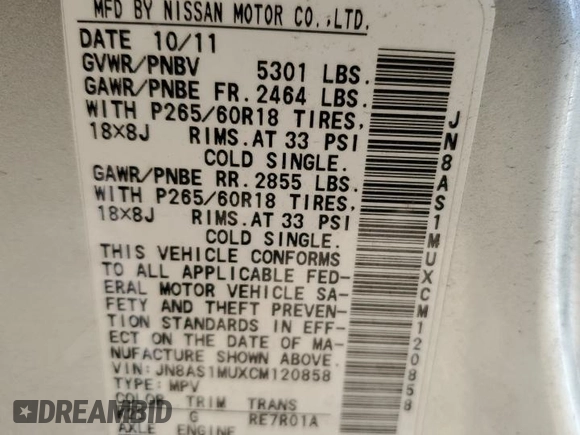 MFD BY NISSAN MOTOR CO.,LTD.
DATE 10/11
GVWR/PNBV 5301 LBS.
GAWR/PNBE FR. 2464 LBS.
WITH P265/60R18 TIRES,
18X8J RIMS. AT 33 PSI
COLD SINGLE.
GAWR/PNBE RR. 2855 LBS.
WITH P265/60R18 TIRES,
18X8J RIMS. AT 33 PSI
COLD SINGLE.
THIS VEHICLE CONFORMS
TO ALL APPLICABLE FED-
ERAL MOTOR VEHICLE SA-
FETY AND THEFT PREVEN-
TION STANDARDS IN EFF-
ECT ON THE DATE OF MA-
NUFACTURE SHOWN ABOVE.
VIN: JN8AS1MUXCM120858
TYPE: MPV
COLOR TRIM TRANS
G RE7R01A
AXLE ENGINE
JN8AS1MUXCM120858
DREAMBID